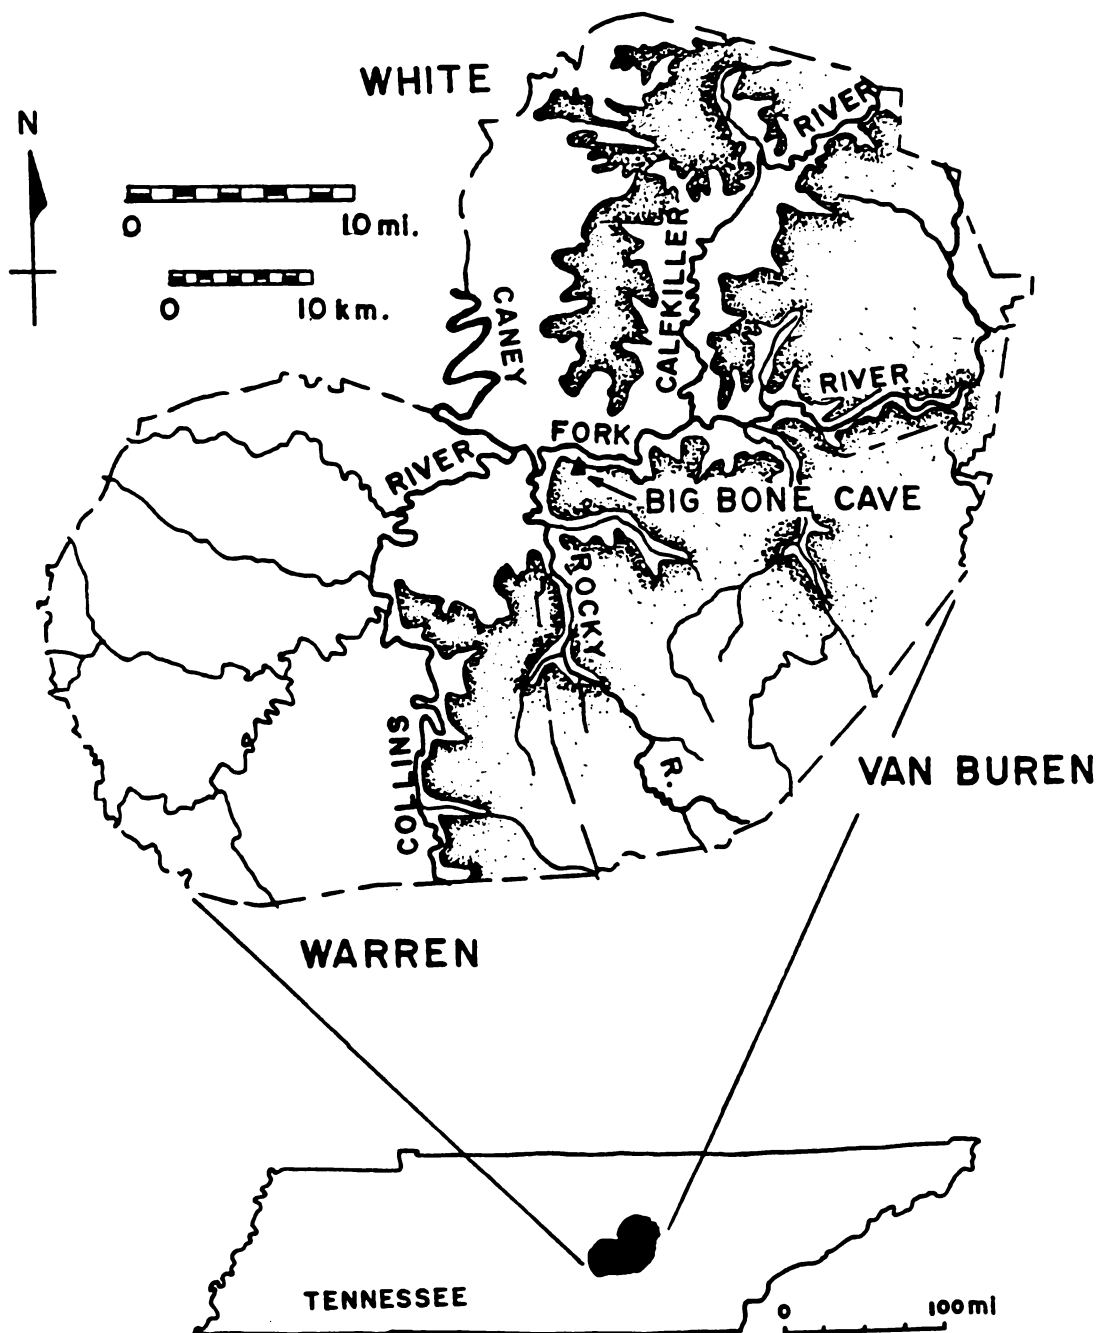 WHITE
N
0 10 mi.
0 10 km.
RIVER
CALFKILLER
CANEY
RIVER
FORK
RIVER
BIG BONE CAVE
ROCKY
R.
COLLINS
VAN BUREN
WARREN
TENNESSEE
0 100 mi